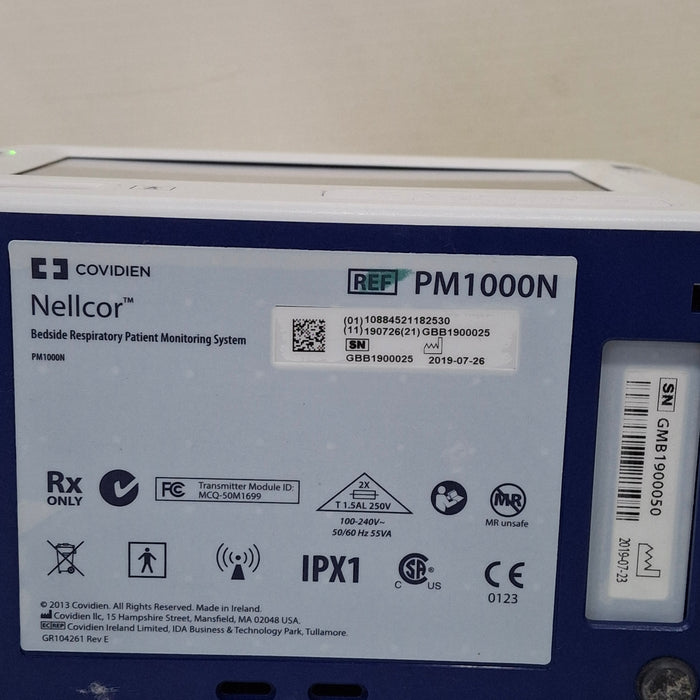 COVIDIEN
REF PM1000N
Nellcor™
Bedside Respiratory Patient Monitoring System
PM1000N
(01)10884521182530
(11)190726(21)GBB1900025
SN
GBB1900025 2019-07-26
Rx ONLY
FC Transmitter Module ID:
MCQ-50M1699
2X
T 1.5AL 250V
100-240V~
50/60 Hz 55VA
MR
MR unsafe
IPX1
C SA ® US
CE
0123
© 2013 Covidien. All Rights Reserved. Made in Ireland.
Covidien llc, 15 Hampshire Street, Mansfield, MA 02048 USA.
EC REP Covidien Ireland Limited, IDA Business & Technology Park, Tullamore.
GR104261 Rev E
SN GMB1900050
2019-07-23